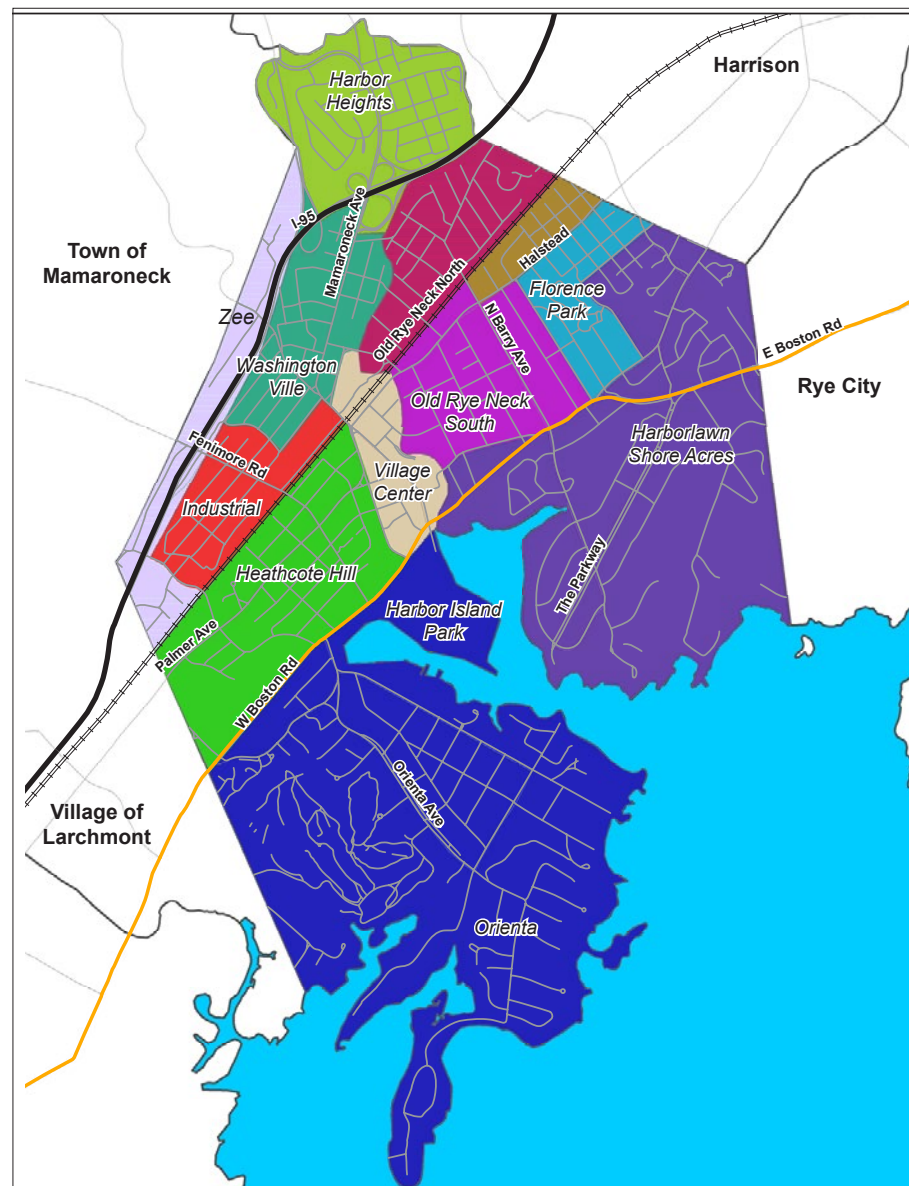 Harrison
Harbor
Heights
I-95
Mamaroneck Ave
Town of
Mamaroneck
Halstead
Old Rye Neck North
Florence
Park
Zee
N Barry Ave
E Boston Rd
Washington
Ville
Rye City
Old Rye Neck
South
Harborlawn
Shore Acres
Fenimore Rd
Village
Center
Industrial
Heathcote Hill
The Parkway
Harbor Island
Park
Palmer Ave
W Boston Rd
Orienta Ave
Village of
Larchmont
Orienta